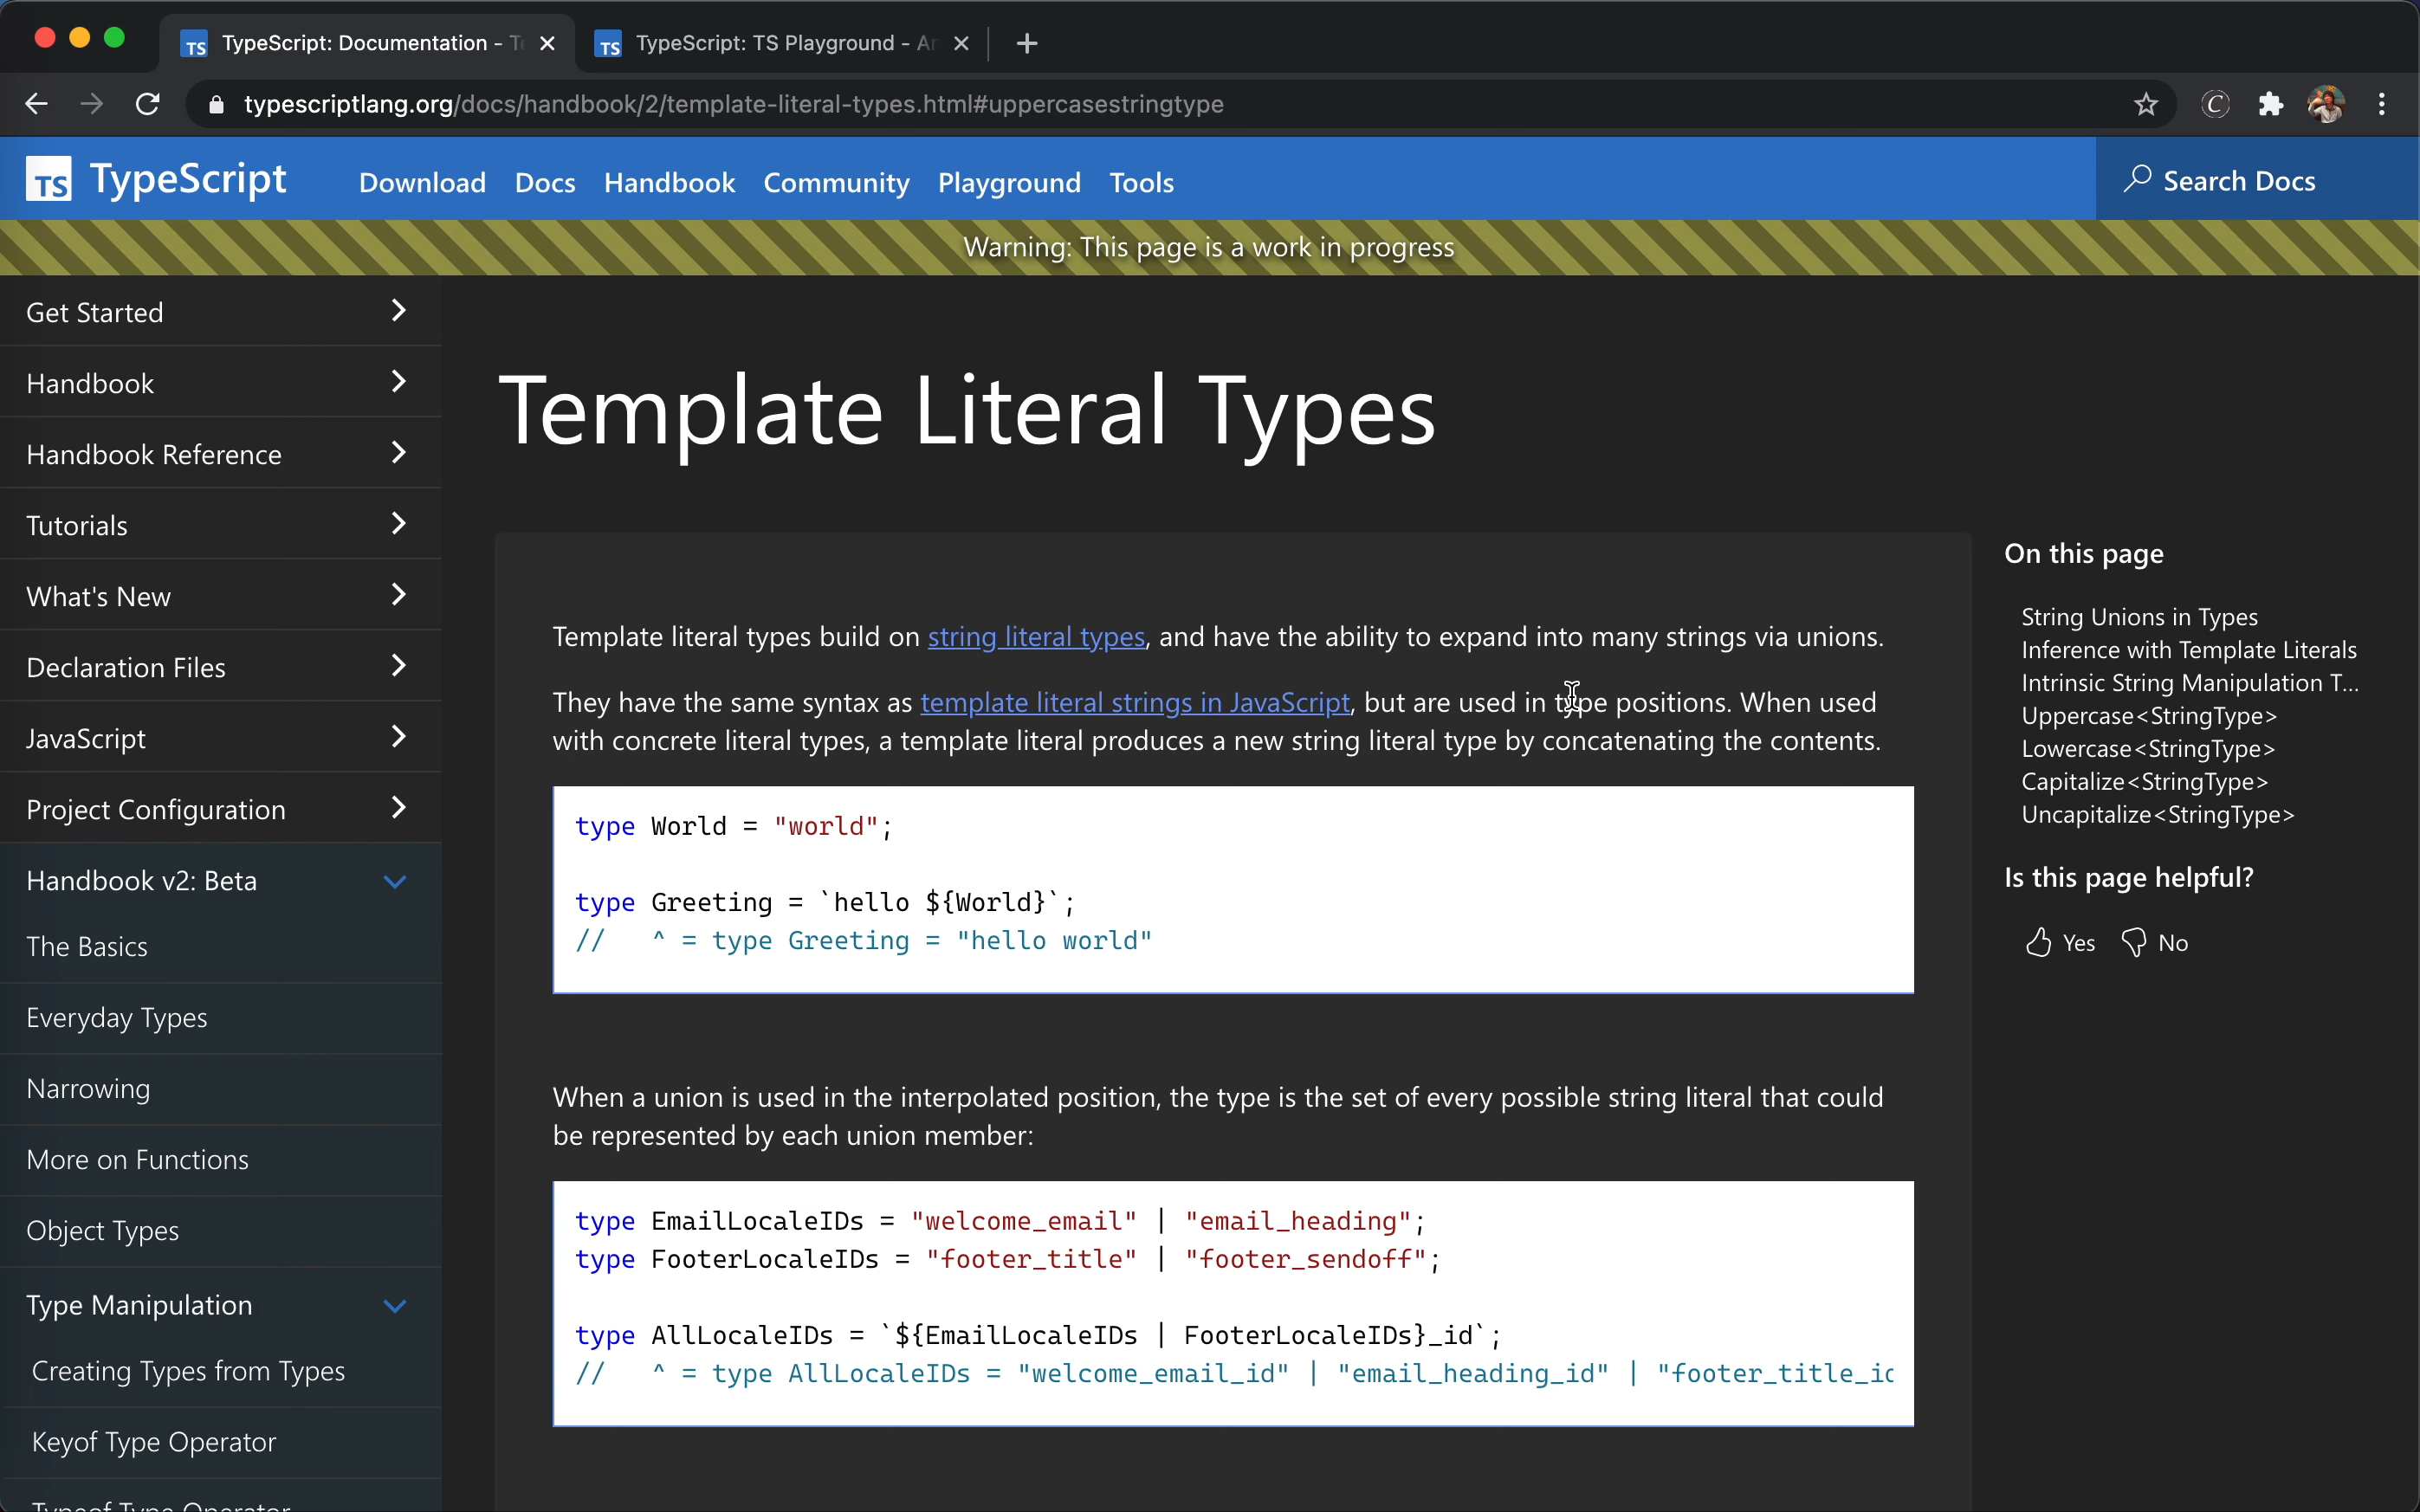 TS TypeScript: Documentation - Te
TS TypeScript: TS Playground - An
typescriptlang.org/docs/handbook/2/template-literal-types.html#uppercasestringtype
C
TS TypeScript Download Docs Handbook Community Playground Tools Search Docs
Warning: This page is a work in progress
Get Started
Handbook
Handbook Reference
Tutorials
What's New
Declaration Files
JavaScript
Project Configuration
Handbook v2: Beta
The Basics
Everyday Types
Narrowing
More on Functions
Object Types
Type Manipulation
Creating Types from Types
Keyof Type Operator
Typeof Type Operator
Template Literal Types
Template literal types build on string literal types, and have the ability to expand into many strings via unions.
They have the same syntax as template literal strings in JavaScript, but are used in type positions. When used
with concrete literal types, a template literal produces a new string literal type by concatenating the contents.
type World = "world";
type Greeting = `hello ${World}`;
//   ^ = type Greeting = "hello world"
When a union is used in the interpolated position, the type is the set of every possible string literal that could
be represented by each union member:
type EmailLocaleIDs = "welcome_email" | "email_heading";
type FooterLocaleIDs = "footer_title" | "footer_sendoff";
type AllLocaleIDs = `${EmailLocaleIDs | FooterLocaleIDs}_id`;
//   ^ = type AllLocaleIDs = "welcome_email_id" | "email_heading_id" | "footer_title_id
On this page
String Unions in Types
Inference with Template Literals
Intrinsic String Manipulation T...
Uppercase<StringType>
Lowercase<StringType>
Capitalize<StringType>
Uncapitalize<StringType>
Is this page helpful?
Yes No